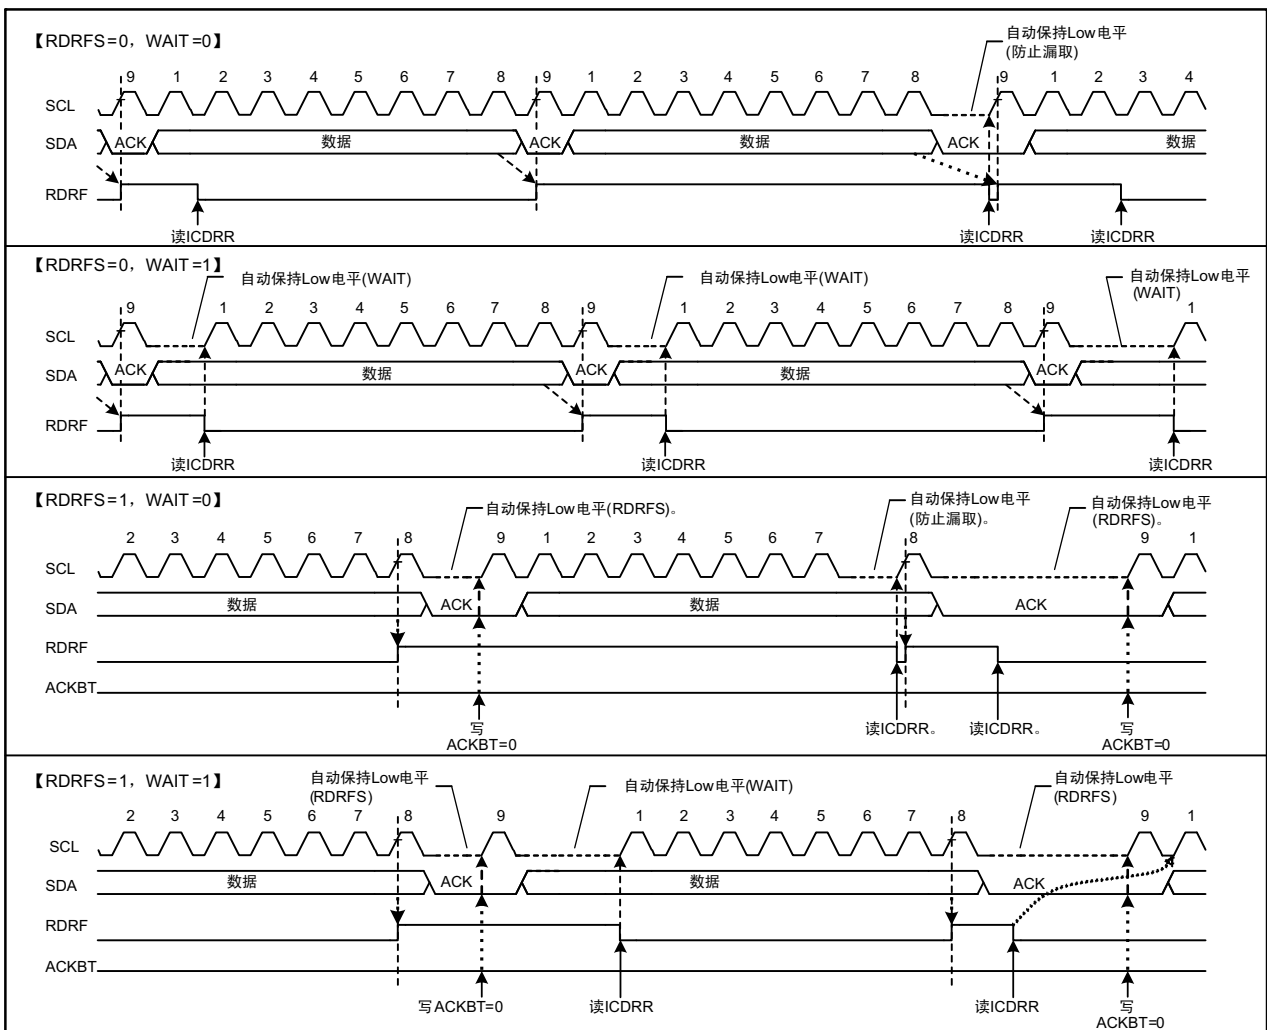 【RDRFS=0，WAIT=0】
自动保持Low电平
(防止漏取)
9 1 2 3 4 5 6 7 8 9 1 2 3 4 5 6 7 8 9 1 2 3 4
SCL
SDA ACK 数据 ACK 数据 ACK 数据
RDRF
读ICDRR 读ICDRR 读ICDRR
【RDRFS=0，WAIT=1】
自动保持Low电平(WAIT) 自动保持Low电平(WAIT) 自动保持Low电平
(WAIT)
9 1 2 3 4 5 6 7 8 9 1 2 3 4 5 6 7 8 9 1
SCL
SDA ACK 数据 ACK 数据 ACK
RDRF
读ICDRR 读ICDRR 读ICDRR
【RDRFS=1，WAIT=0】
自动保持Low电平(RDRFS)。 自动保持Low电平 自动保持Low电平
(防止漏取)。 (RDRFS)。
2 3 4 5 6 7 8 9 1 2 3 4 5 6 7 8 9 1
SCL
SDA 数据 ACK 数据 ACK
RDRF
ACKBT
写 读ICDRR。 读ICDRR。 写
ACKBT=0 ACKBT=0
【RDRFS=1，WAIT=1】
自动保持Low电平 自动保持Low电平(WAIT) 自动保持Low电平
(RDRFS) (RDRFS)
2 3 4 5 6 7 8 9 1 2 3 4 5 6 7 8 9 1
SCL
SDA 数据 ACK 数据 ACK
RDRF
ACKBT
写ACKBT=0 读ICDRR 读ICDRR 写
ACKBT=0